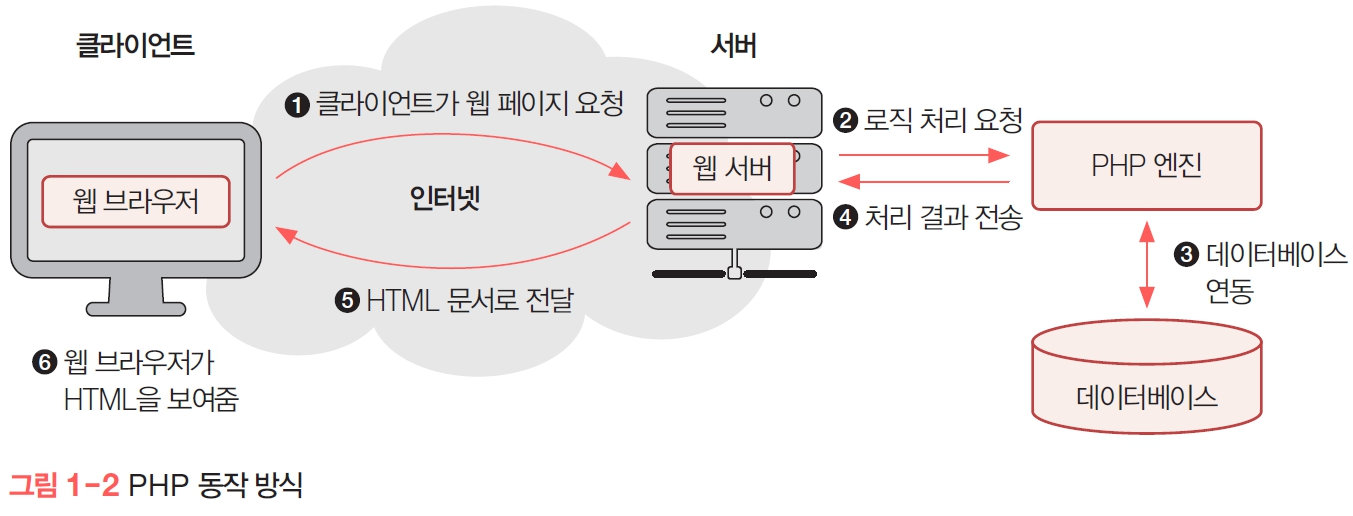 클라이언트
서버
❶ 클라이언트가 웹 페이지 요청
❷ 로직 처리 요청
웹 브라우저
인터넷
웹 서버
PHP 엔진
❹ 처리 결과 전송
❸ 데이터베이스
연동
❺ HTML 문서로 전달
❻ 웹 브라우저가
HTML을 보여줌
데이터베이스
그림 1-2 PHP 동작 방식